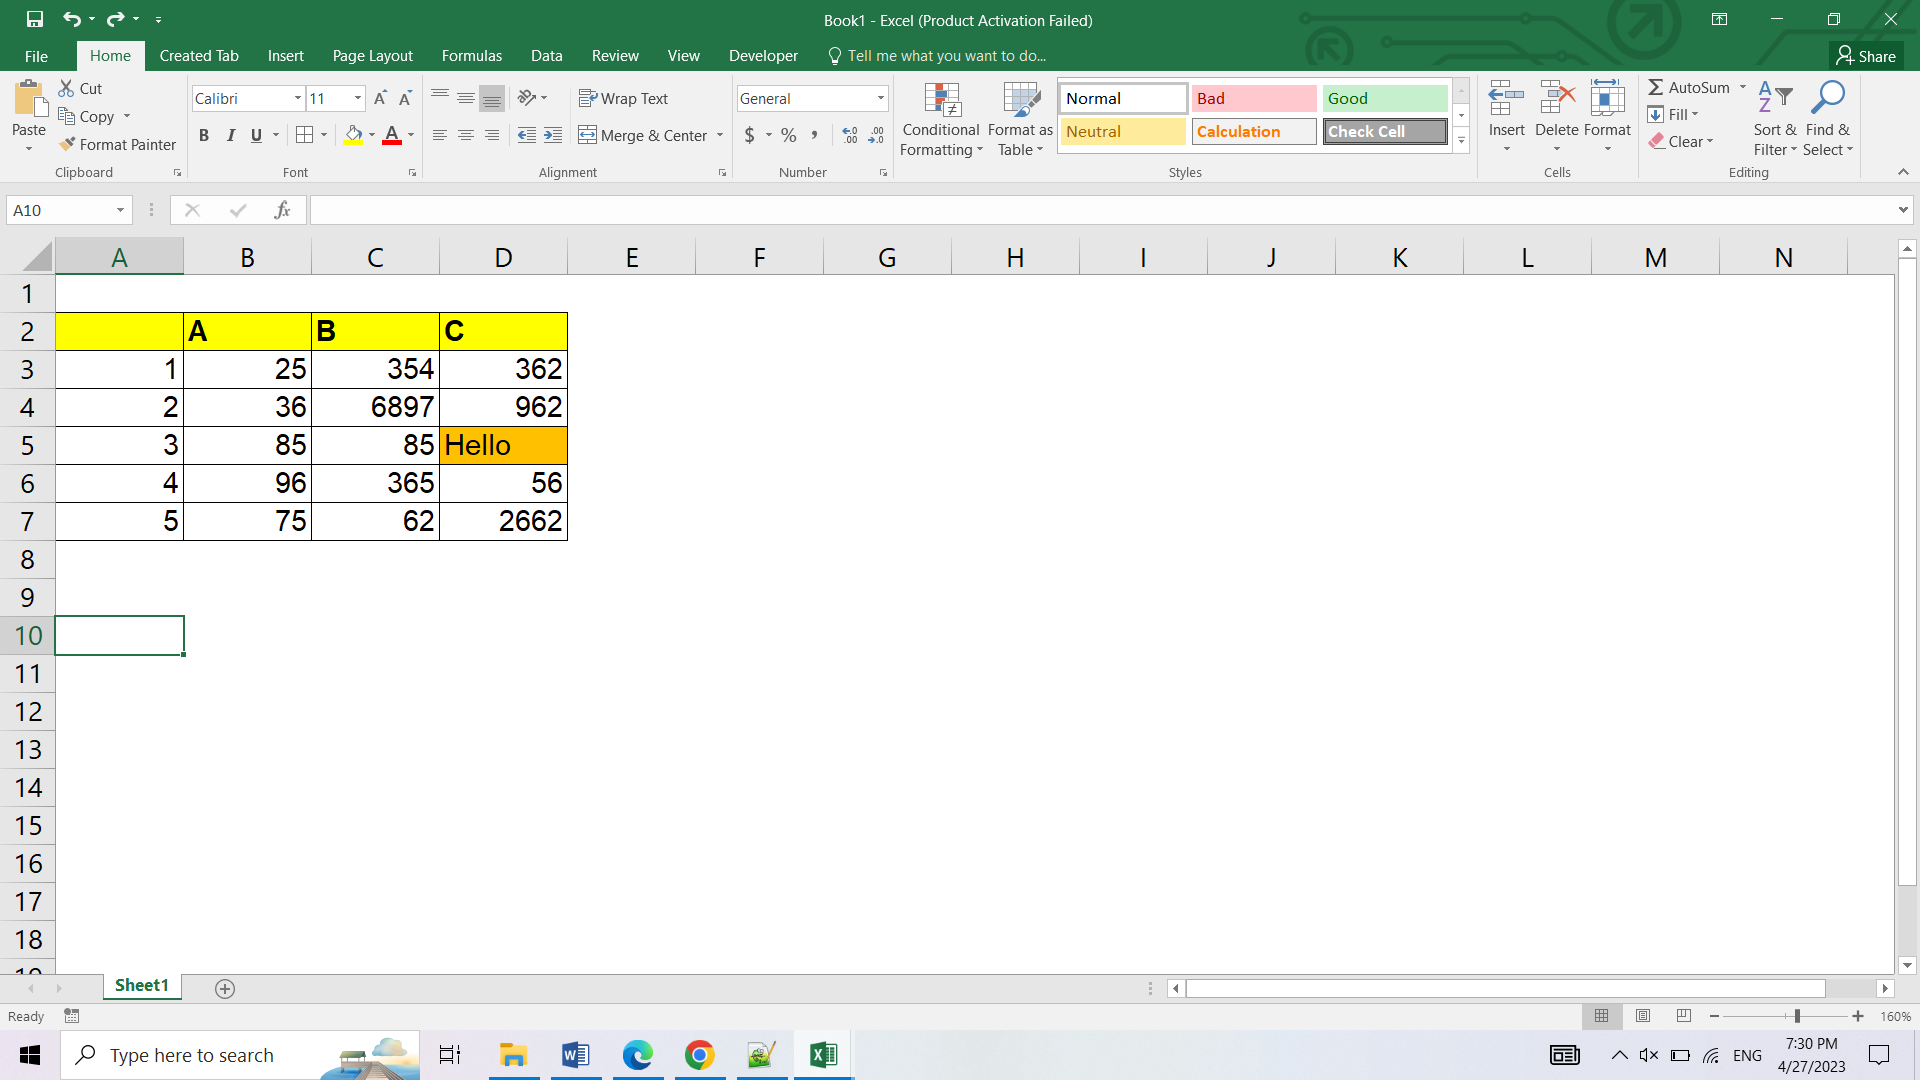 Book1 - Excel (Product Activation Failed)
File Home Created Tab Insert Page Layout Formulas Data Review View Developer Tell me what you want to do... Share
Paste
Cut
Copy
Format Painter
Clipboard
Calibri 11
B I U A
Font
Wrap Text
Merge & Center
Alignment
General
$ % ,
Number
Conditional Formatting
Format as Table
Normal Bad Good
Neutral Calculation Check Cell
Styles
Insert Delete Format
Cells
AutoSum
Fill
Clear
Sort & Filter
Find & Select
Editing
A10 fx
A B C D E F G H I J K L M N
1
2 A B C
3 1 25 354 362
4 2 36 6897 962
5 3 85 85 Hello
6 4 96 365 56
7 5 75 62 2662
8
9
10
11
12
13
14
15
16
17
18
19
Sheet1
Ready 160%
Type here to search
ENG
7:30 PM
4/27/2023